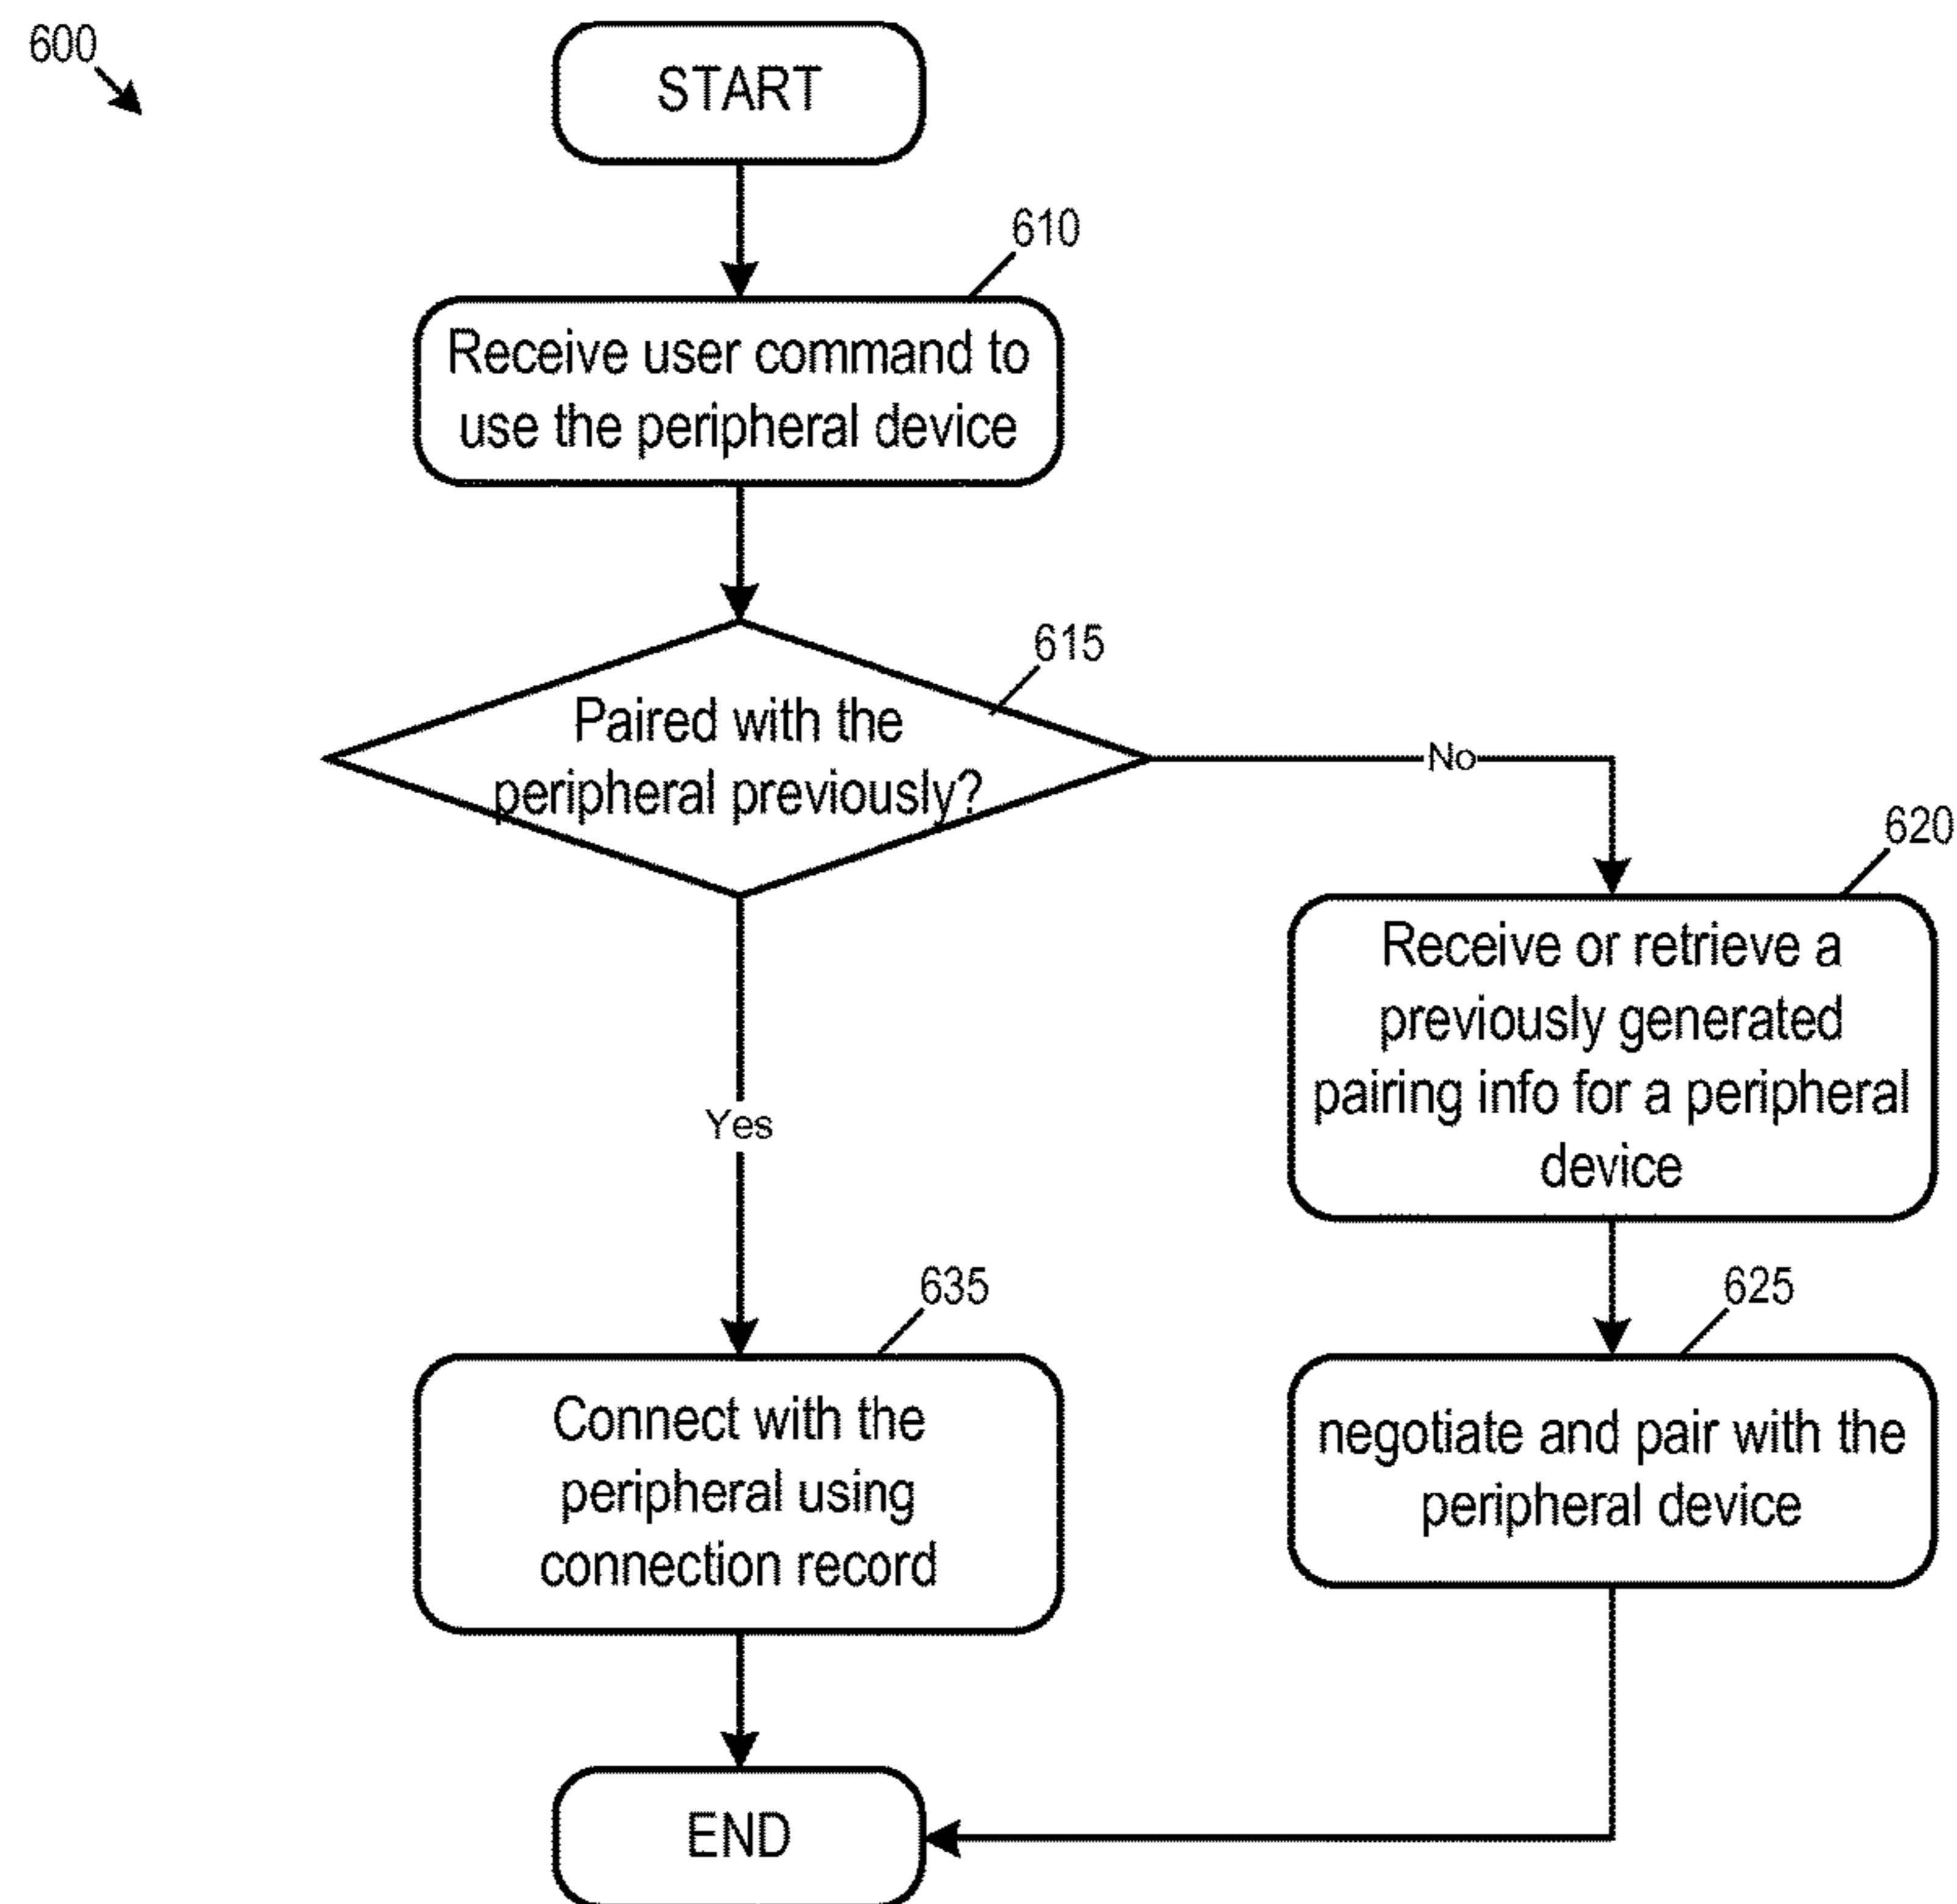 600
START
610
Receive user command to
use the peripheral device
615
Paired with the
peripheral previously?
No
620
Receive or retrieve a
previously generated
pairing info for a peripheral
device
Yes
635
Connect with the
peripheral using
connection record
625
negotiate and pair with the
peripheral device
END